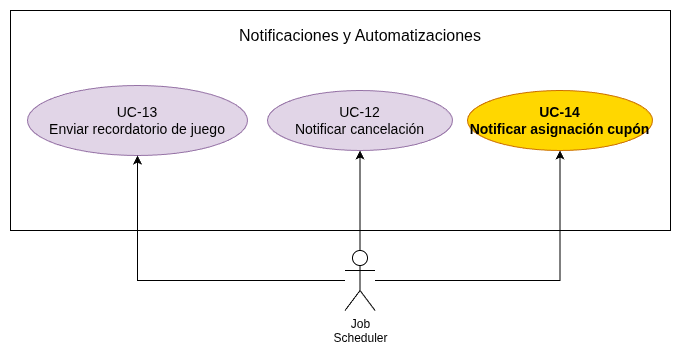 Notificaciones y Automatizaciones
UC-13
Enviar recordatorio de juego
UC-12
Notificar cancelación
UC-14
Notificar asignación cupón
Job
Scheduler